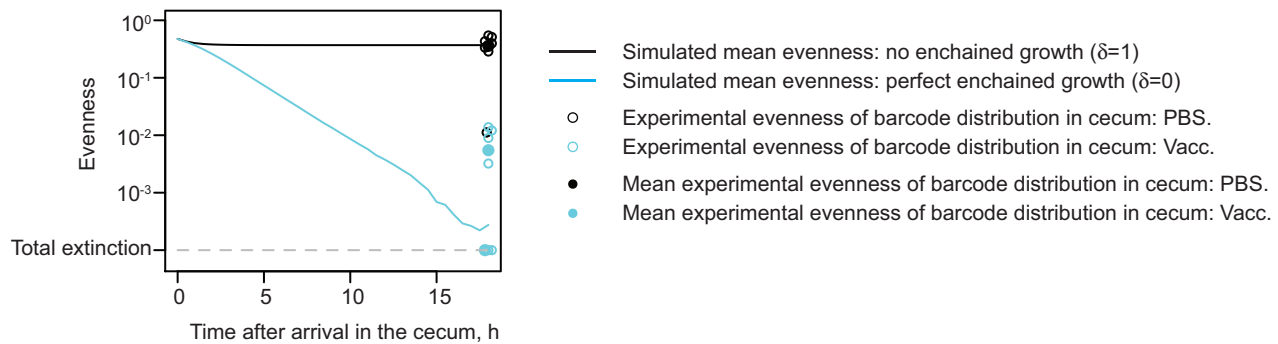 10⁰
10⁻¹
10⁻²
10⁻³
Total extinction
Evenness
0 5 10 15
Time after arrival in the cecum, h
Simulated mean evenness: no enchained growth (δ=1)
Simulated mean evenness: perfect enchained growth (δ=0)
Experimental evenness of barcode distribution in cecum: PBS.
Experimental evenness of barcode distribution in cecum: Vacc.
Mean experimental evenness of barcode distribution in cecum: PBS.
Mean experimental evenness of barcode distribution in cecum: Vacc.